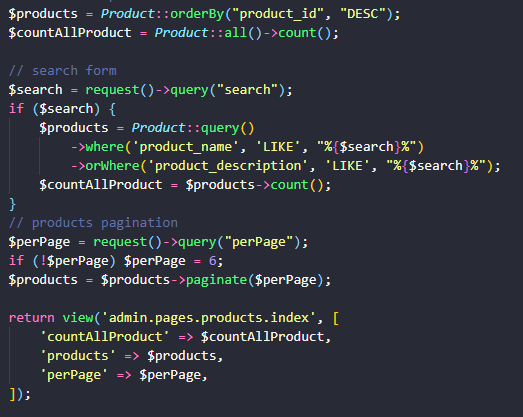 $products = Product::orderBy("product_id", "DESC");
$countAllProduct = Product::all()->count();

// search form
$search = request()->query("search");
if ($search) {
    $products = Product::query()
        ->where('product_name', 'LIKE', "%{$search}%")
        ->orWhere('product_description', 'LIKE', "%{$search}%");
    $countAllProduct = $products->count();
}
// products pagination
$perPage = request()->query("perPage");
if (!$perPage) $perPage = 6;
$products = $products->paginate($perPage);

return view('admin.pages.products.index', [
    'countAllProduct' => $countAllProduct,
    'products' => $products,
    'perPage' => $perPage,
]);